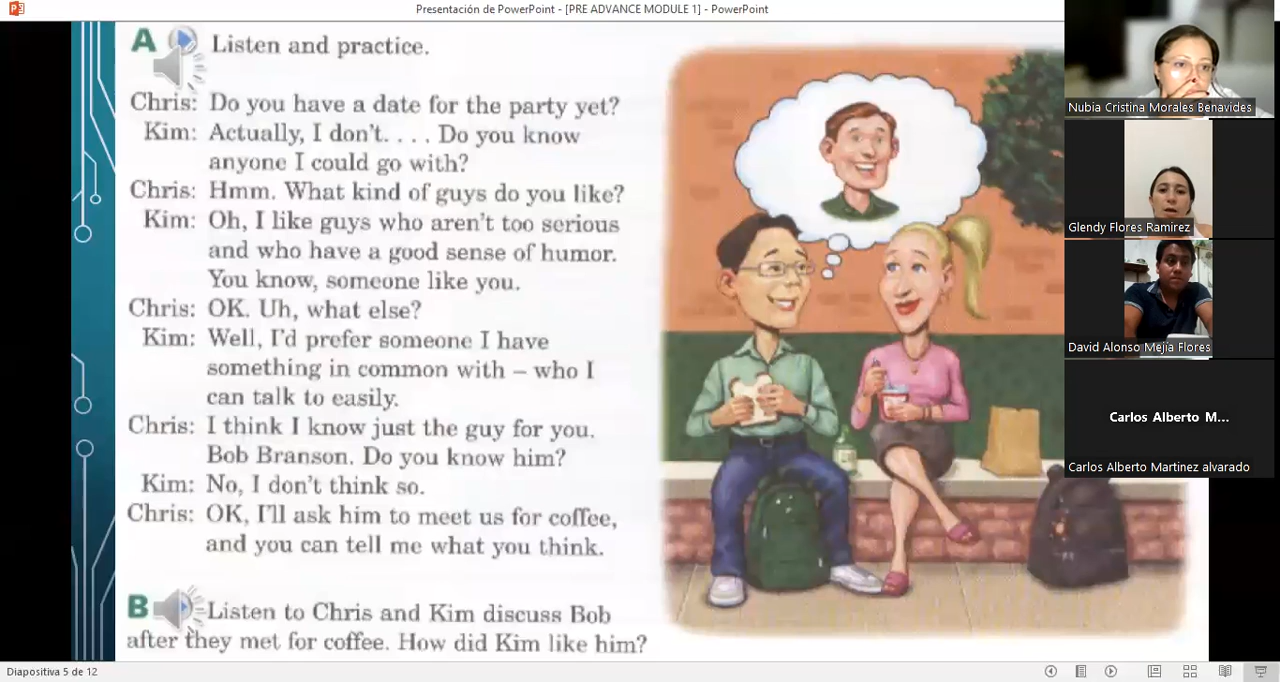 Presentación de PowerPoint - [PRE ADVANCE MODULE 1] - PowerPoint
A Listen and practice.
Chris: Do you have a date for the party yet?
Kim: Actually, I don't. . . . Do you know
anyone I could go with?
Chris: Hmm. What kind of guys do you like?
Kim: Oh, I like guys who aren't too serious
and who have a good sense of humor.
You know, someone like you.
Chris: OK. Uh, what else?
Kim: Well, I'd prefer someone I have
something in common with – who I
can talk to easily.
Chris: I think I know just the guy for you.
Bob Branson. Do you know him?
Kim: No, I don't think so.
Chris: OK, I'll ask him to meet us for coffee,
and you can tell me what you think.
B Listen to Chris and Kim discuss Bob
after they met for coffee. How did Kim like him?
Nubia Cristina Morales Benavides
Glendy Flores Ramirez
David Alonso Mejía Flores
Carlos Alberto M...
Carlos Alberto Martinez alvarado
Diapositiva 5 de 12